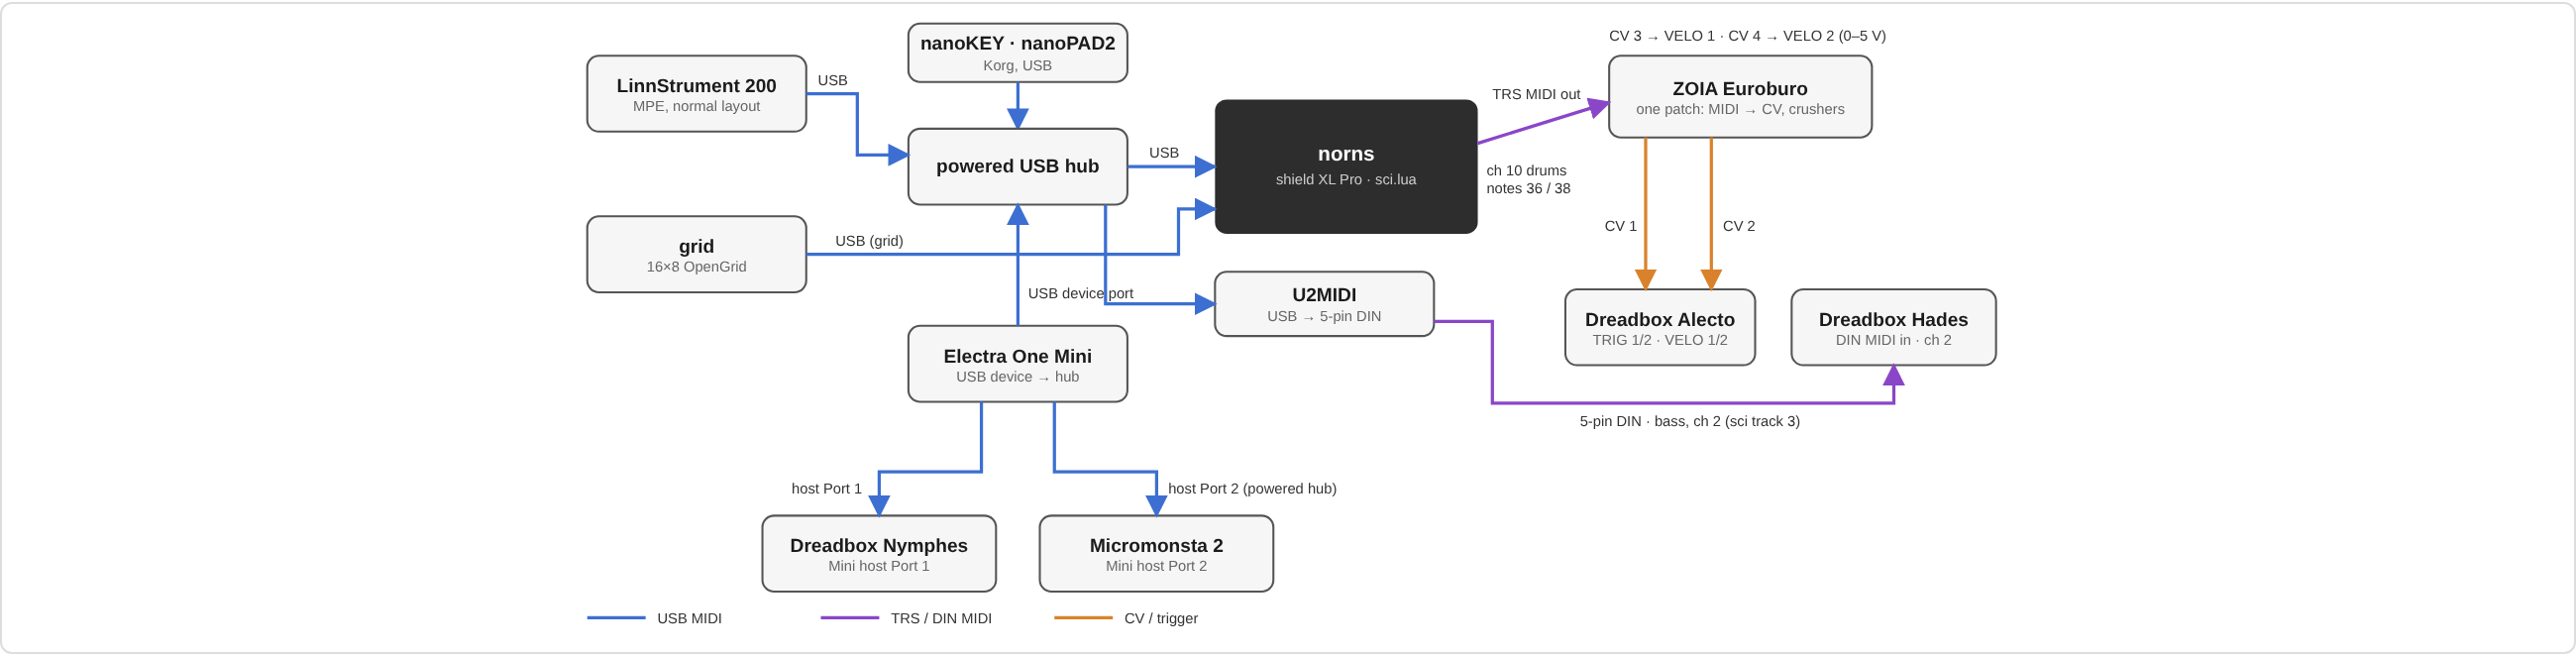 nanoKEY · nanoPAD2
Korg, USB
CV 3 → VELO 1 · CV 4 → VELO 2 (0–5 V)
LinnStrument 200
MPE, normal layout
USB
ZOIA Euroburo
one patch: MIDI → CV, crushers
TRS MIDI out
powered USB hub
USB
norns
shield XL Pro · sci.lua
ch 10 drums
notes 36 / 38
grid
16×8 OpenGrid
USB (grid)
CV 1
CV 2
USB device port
U2MIDI
USB → 5-pin DIN
Dreadbox Alecto
TRIG 1/2 · VELO 1/2
Dreadbox Hades
DIN MIDI in · ch 2
Electra One Mini
USB device → hub
5-pin DIN · bass, ch 2 (sci track 3)
host Port 1
host Port 2 (powered hub)
Dreadbox Nymphes
Mini host Port 1
Micromonsta 2
Mini host Port 2
USB MIDI
TRS / DIN MIDI
CV / trigger